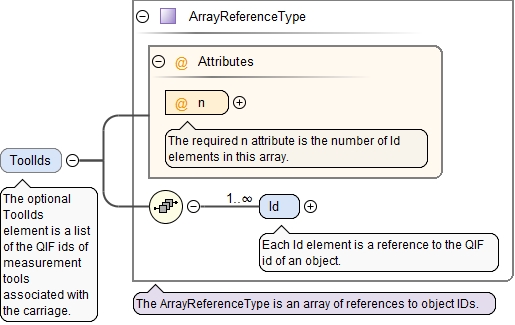 ArrayReferenceType
@ Attributes
@ n
The required n attribute is the number of Id
elements in this array.
ToolIds
The optional
ToolIds
element is a list
of the QIF ids of
measurement
tools
associated with
the carriage.
1..∞
Id
Each Id element is a reference to the QIF
id of an object.
The ArrayReferenceType is an array of references to object IDs.